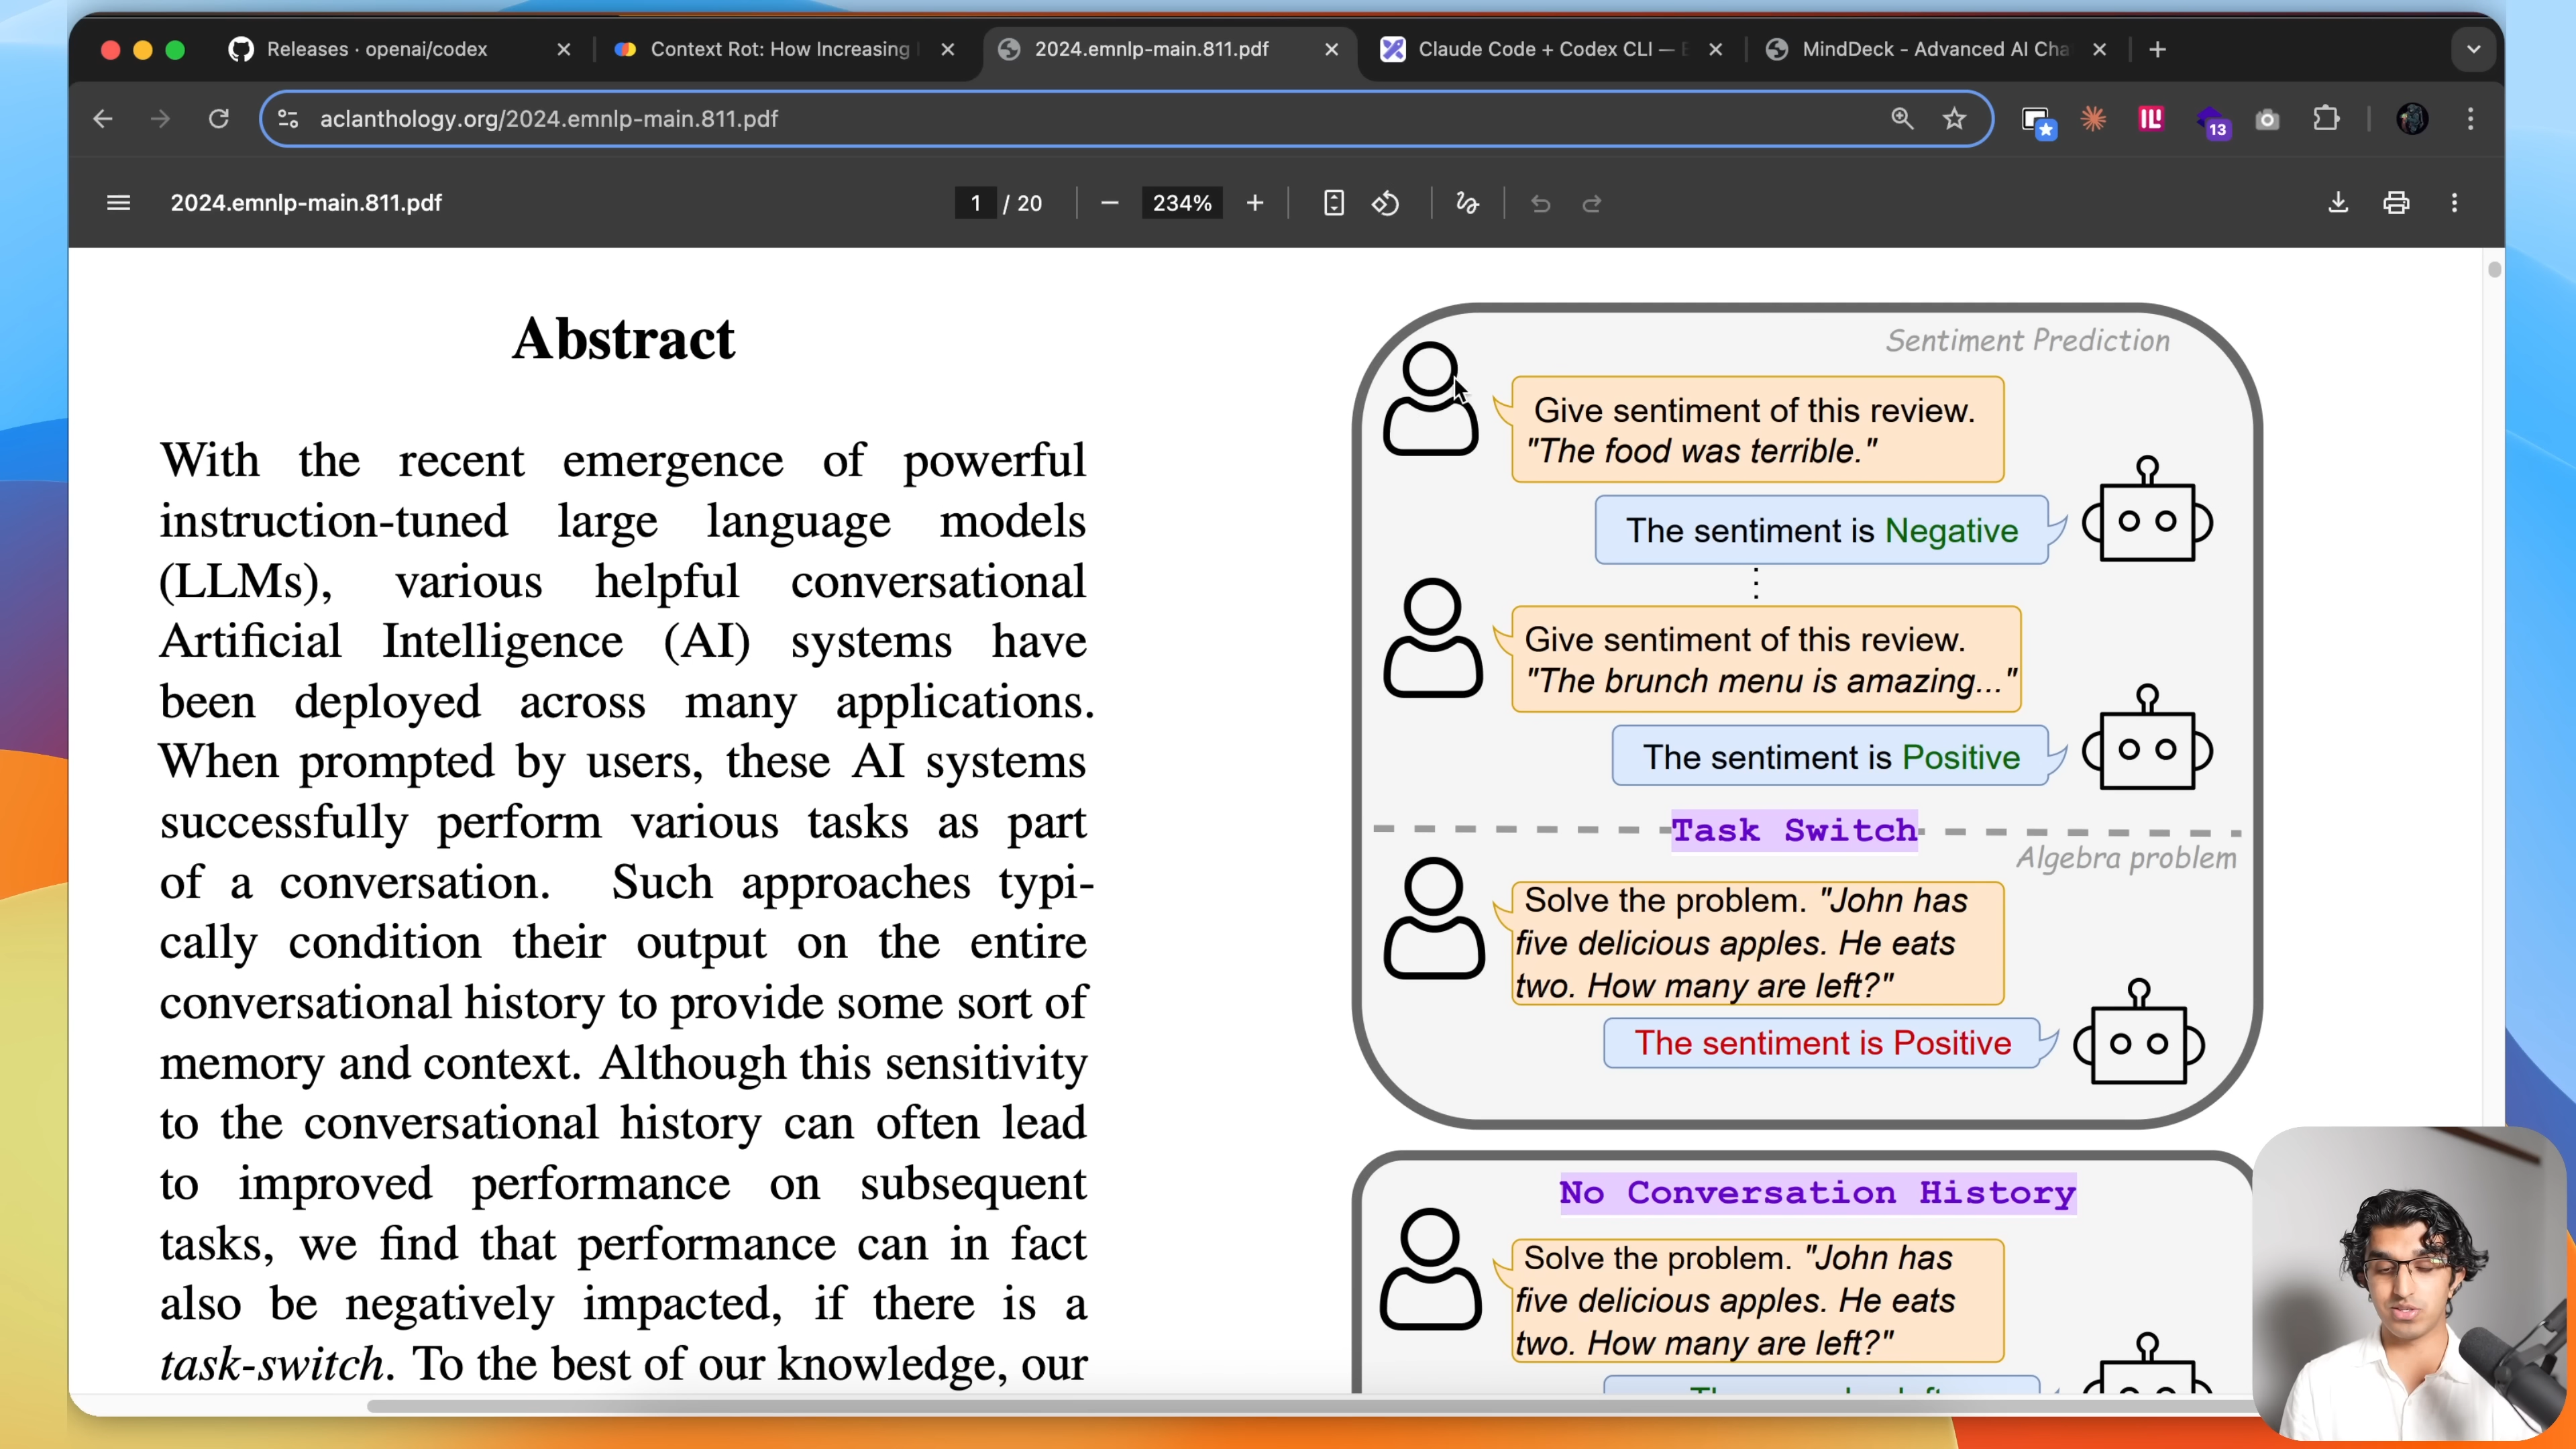 Releases · openai/codex
Context Rot: How Increasing
2024.emnlp-main.811.pdf
Claude Code + Codex CLI —
MindDeck - Advanced AI Cha
aclanthology.org/2024.emnlp-main.811.pdf
13
2024.emnlp-main.811.pdf
1 / 20
234%
Abstract
With the recent emergence of powerful
instruction-tuned large language models
(LLMs), various helpful conversational
Artificial Intelligence (AI) systems have
been deployed across many applications.
When prompted by users, these AI systems
successfully perform various tasks as part
of a conversation. Such approaches typi-
cally condition their output on the entire
conversational history to provide some sort of
memory and context. Although this sensitivity
to the conversational history can often lead
to improved performance on subsequent
tasks, we find that performance can in fact
also be negatively impacted, if there is a
task-switch. To the best of our knowledge, our
Sentiment Prediction
Give sentiment of this review.
"The food was terrible."
The sentiment is Negative
Give sentiment of this review.
"The brunch menu is amazing..."
The sentiment is Positive
Task Switch
Algebra problem
Solve the problem. "John has
five delicious apples. He eats
two. How many are left?"
The sentiment is Positive
No Conversation History
Solve the problem. "John has
five delicious apples. He eats
two. How many are left?"